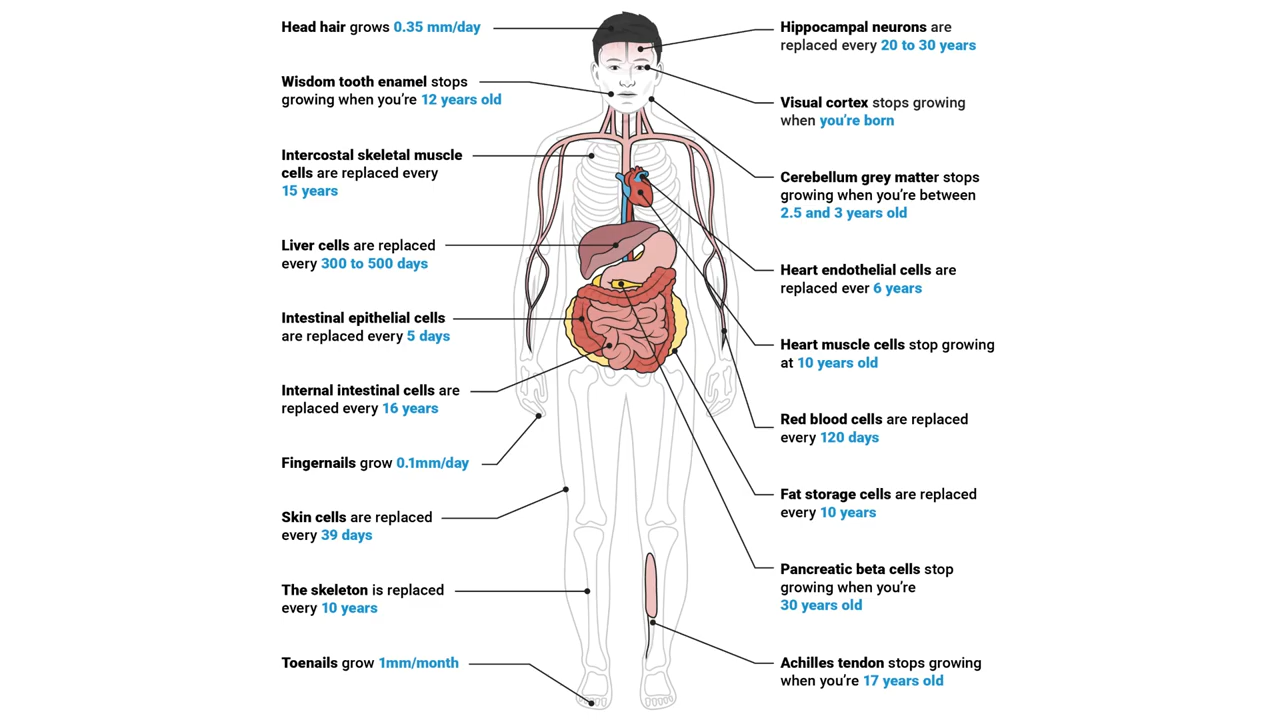 Head hair grows 0.35 mm/day
Wisdom tooth enamel stops
growing when you're 12 years old
Intercostal skeletal muscle
cells are replaced every
15 years
Liver cells are replaced
every 300 to 500 days
Intestinal epithelial cells
are replaced every 5 days
Internal intestinal cells are
replaced every 16 years
Fingernails grow 0.1mm/day
Skin cells are replaced
every 39 days
The skeleton is replaced
every 10 years
Toenails grow 1mm/month
Hippocampal neurons are
replaced every 20 to 30 years
Visual cortex stops growing
when you're born
Cerebellum grey matter stops
growing when you're between
2.5 and 3 years old
Heart endothelial cells are
replaced ever 6 years
Heart muscle cells stop growing
at 10 years old
Red blood cells are replaced
every 120 days
Fat storage cells are replaced
every 10 years
Pancreatic beta cells stop
growing when you're
30 years old
Achilles tendon stops growing
when you're 17 years old